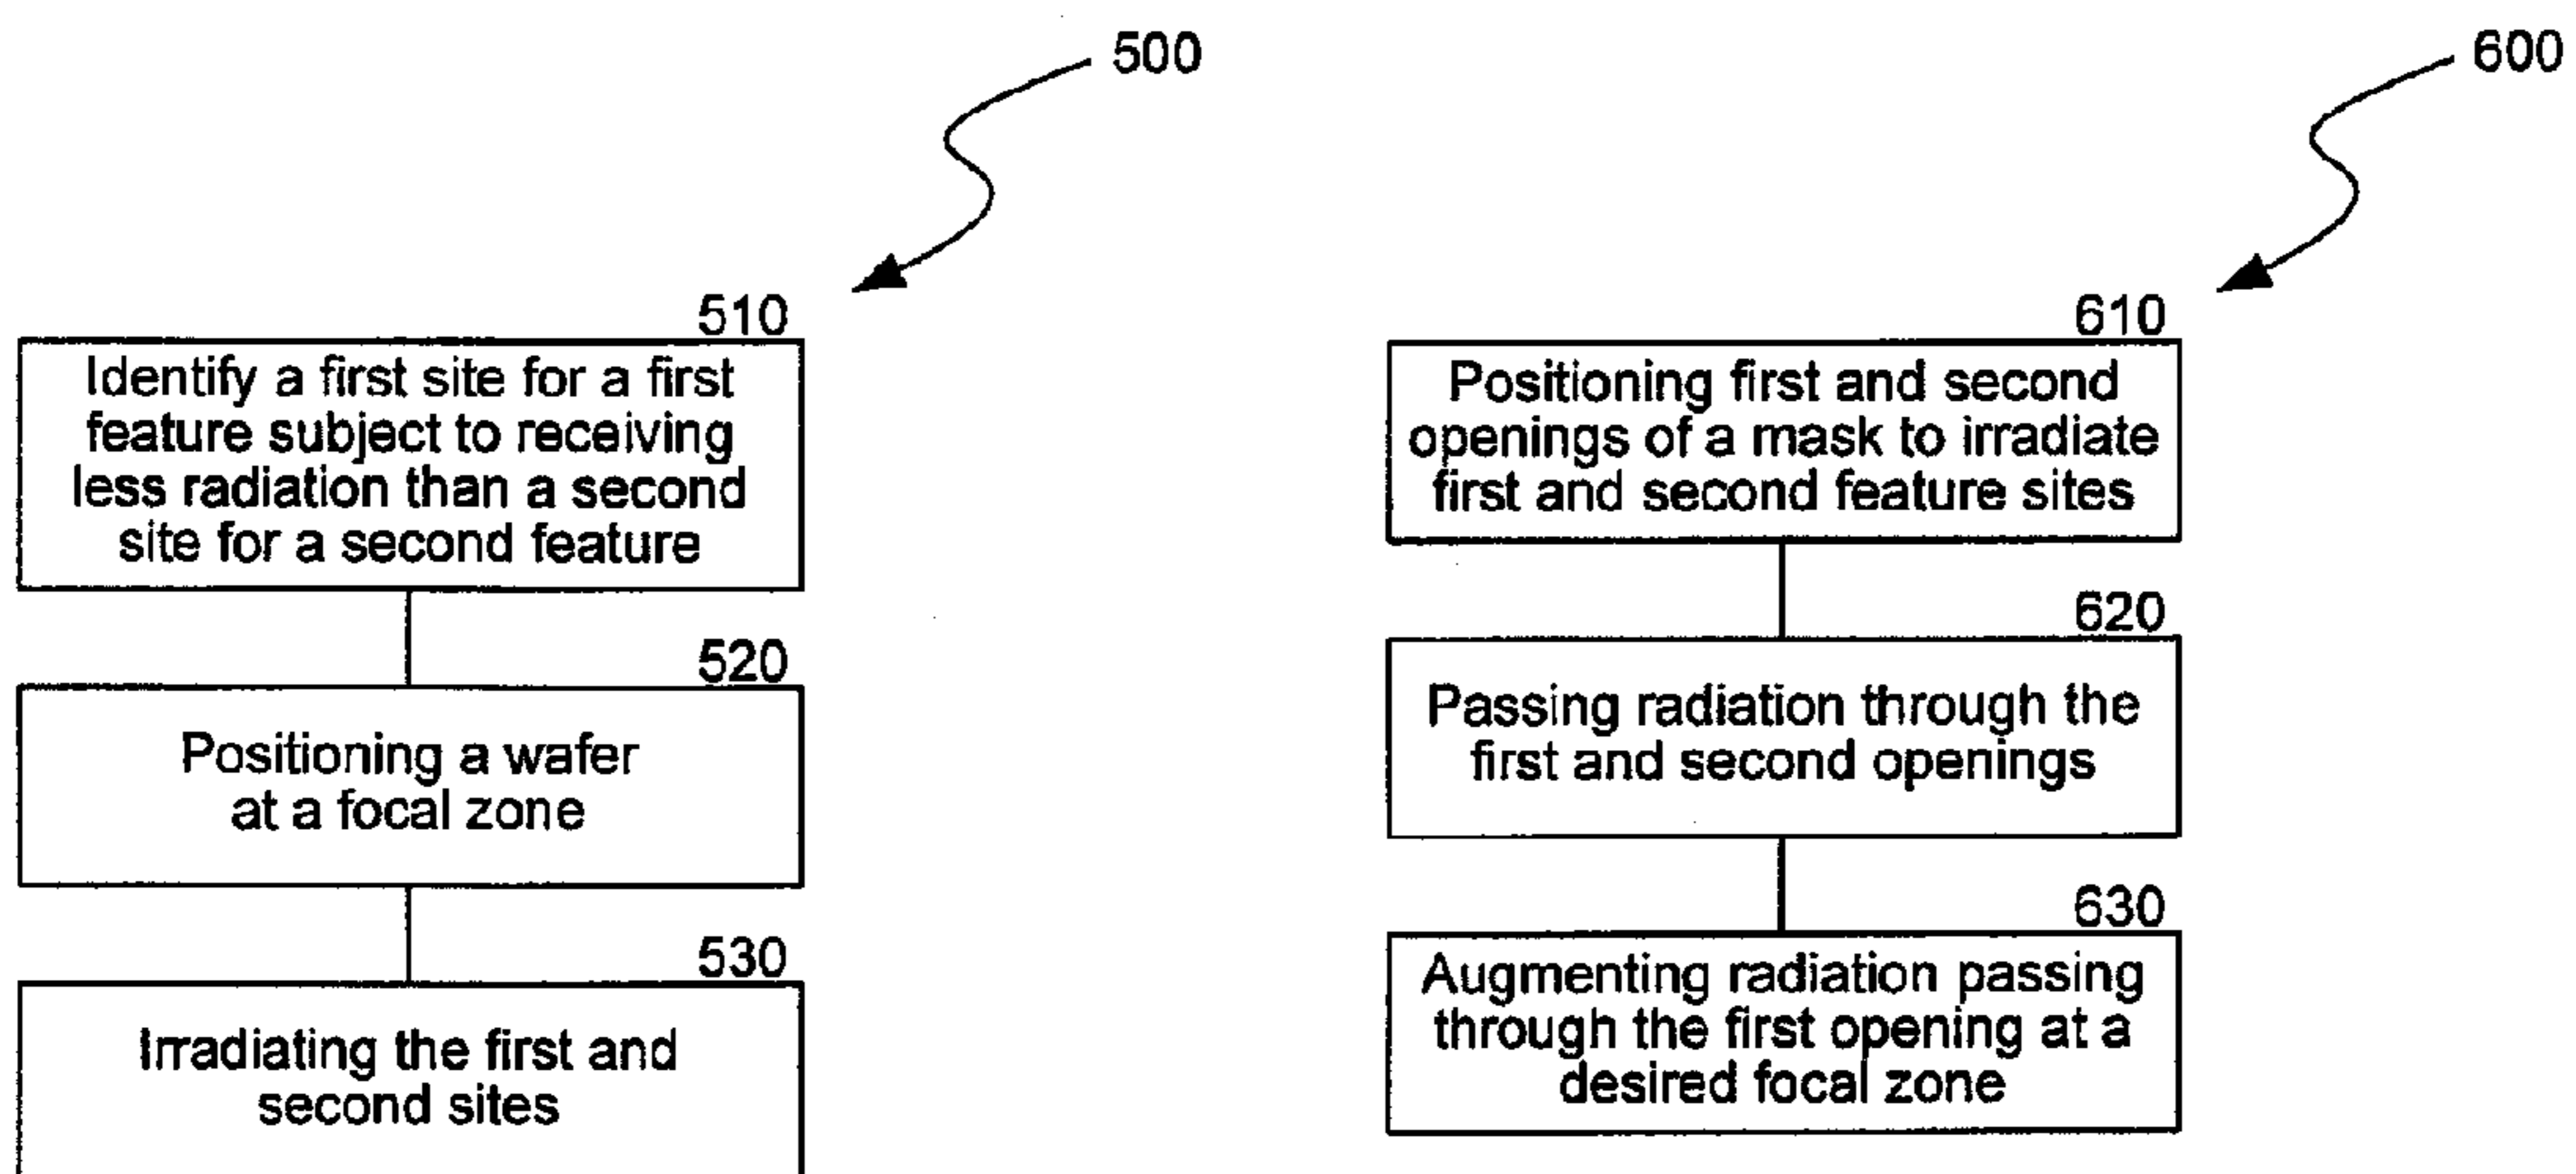 500
510
Identify a first site for a first
feature subject to receiving
less radiation than a second
site for a second feature
520
Positioning a wafer
at a focal zone
530
Irradiating the first and
second sites
600
610
Positioning first and second
openings of a mask to irradiate
first and second feature sites
620
Passing radiation through the
first and second openings
630
Augmenting radiation passing
through the first opening at a
desired focal zone